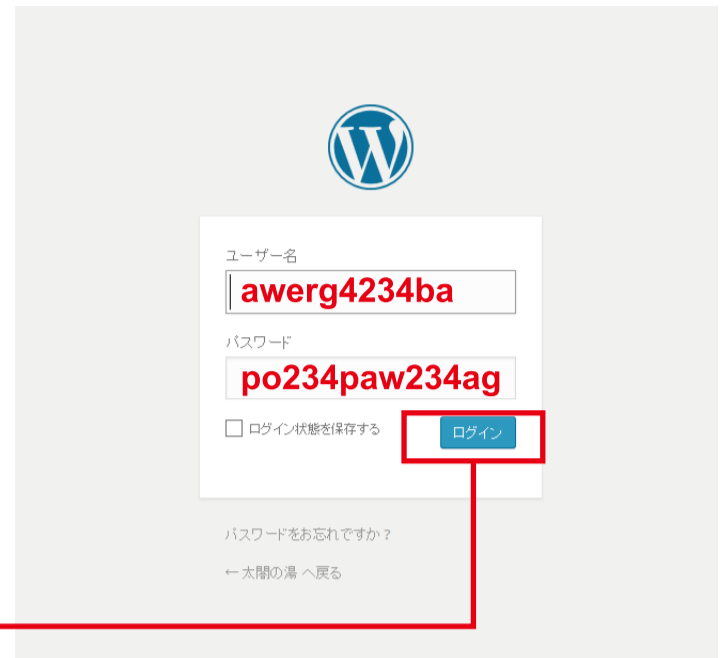 ユーザー名
awerg4234ba
パスワード
po234paw234ag
ログイン状態を保存する
ログイン
パスワードをお忘れですか ?
← 太閤の湯 へ戻る